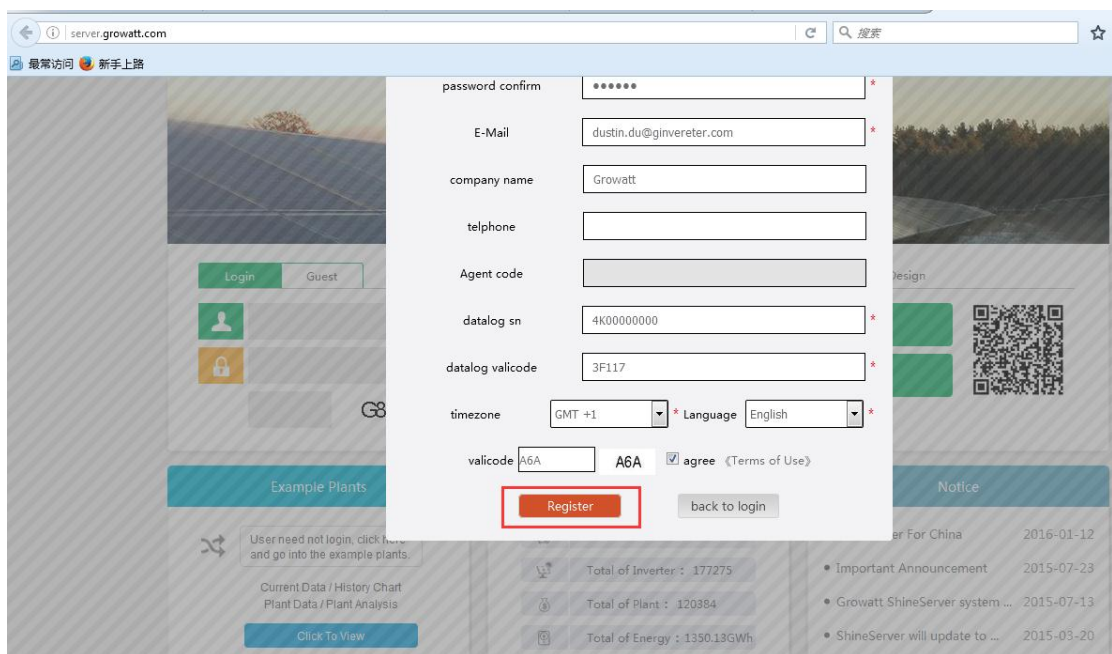 server.growatt.com
搜索
最常访问 新手上路
password confirm ●●●●●● *
E-Mail dustin.du@ginvereter.com *
company name Growatt
telphone
Agent code
datalog sn 4K00000000 *
datalog valicode 3F117 *
timezone GMT +1 * Language English *
valicode A6A A6A agree 《Terms of Use》
Register back to login
Login Guest
Design
G8
Example Plants
User need not login, click here
and go into the example plants.
Current Data / History Chart
Plant Data / Plant Analysis
Click To View
Total of Inverter : 177275
Total of Plant : 120384
Total of Energy : 1350.13GWh
Notice
er For China 2016-01-12
Important Announcement 2015-07-23
Growatt ShineServer system ... 2015-07-13
ShineServer will update to ... 2015-03-20